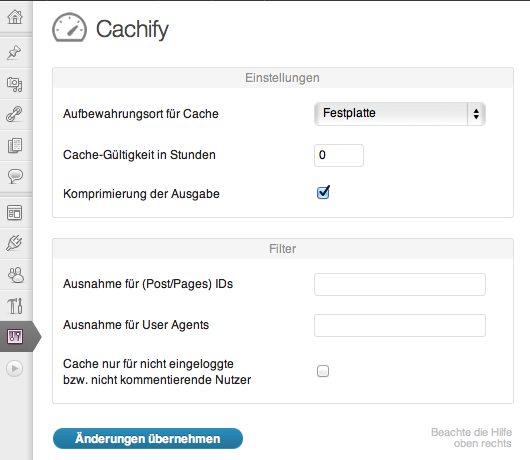 Cachify
Einstellungen
Aufbewahrungsort für Cache
Festplatte
Cache-Gültigkeit in Stunden
0
Komprimierung der Ausgabe
Filter
Ausnahme für (Post/Pages) IDs
Ausnahme für User Agents
Cache nur für nicht eingeloggte
bzw. nicht kommentierende Nutzer
Änderungen übernehmen
Beachte die Hilfe
oben rechts